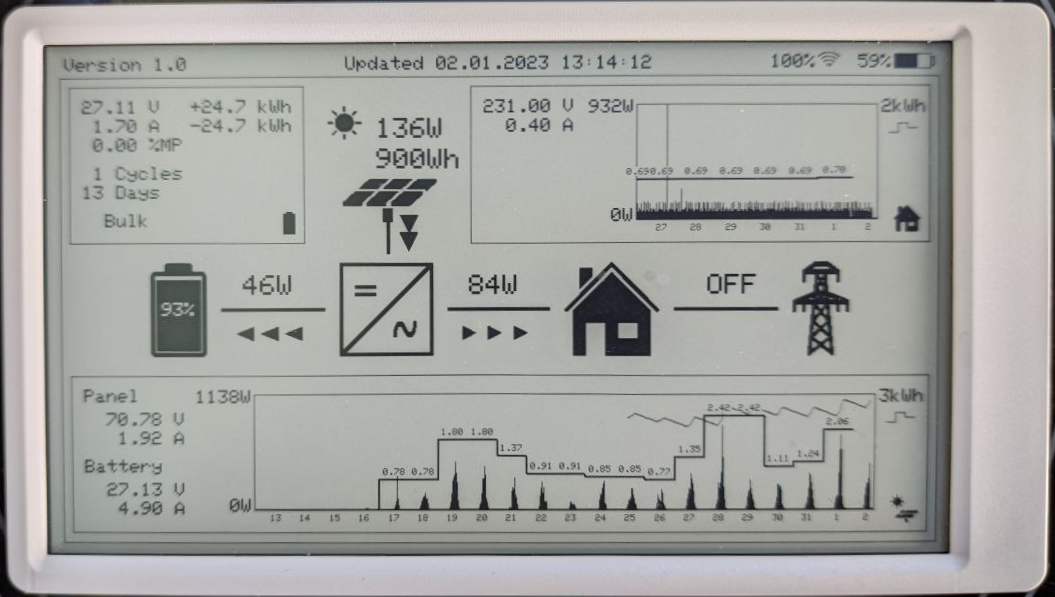 Version 1.0
Updated 02.01.2023 13:14:12
100% 59%
27.11 V +24.7 kWh
1.70 A -24.7 kWh
0.00 %MP
1 Cycles
13 Days
Bulk
136W
900Wh
231.00 V 932W
0.40 A
2kWh
0.69 0.69 0.69 0.69 0.69 0.69 0.70
0W
27 28 29 30 31 1 2
93%
46W
84W
OFF
Panel
70.78 V
1.92 A
Battery
27.13 V
4.90 A
1138W
3kWh
0.78 0.78 1.80 1.80 1.37 0.91 0.91 0.85 0.85 0.77 1.35 2.42 2.42 1.11 1.24 2.06
0W
13 14 15 16 17 18 19 20 21 22 23 24 25 26 27 28 29 30 31 1 2